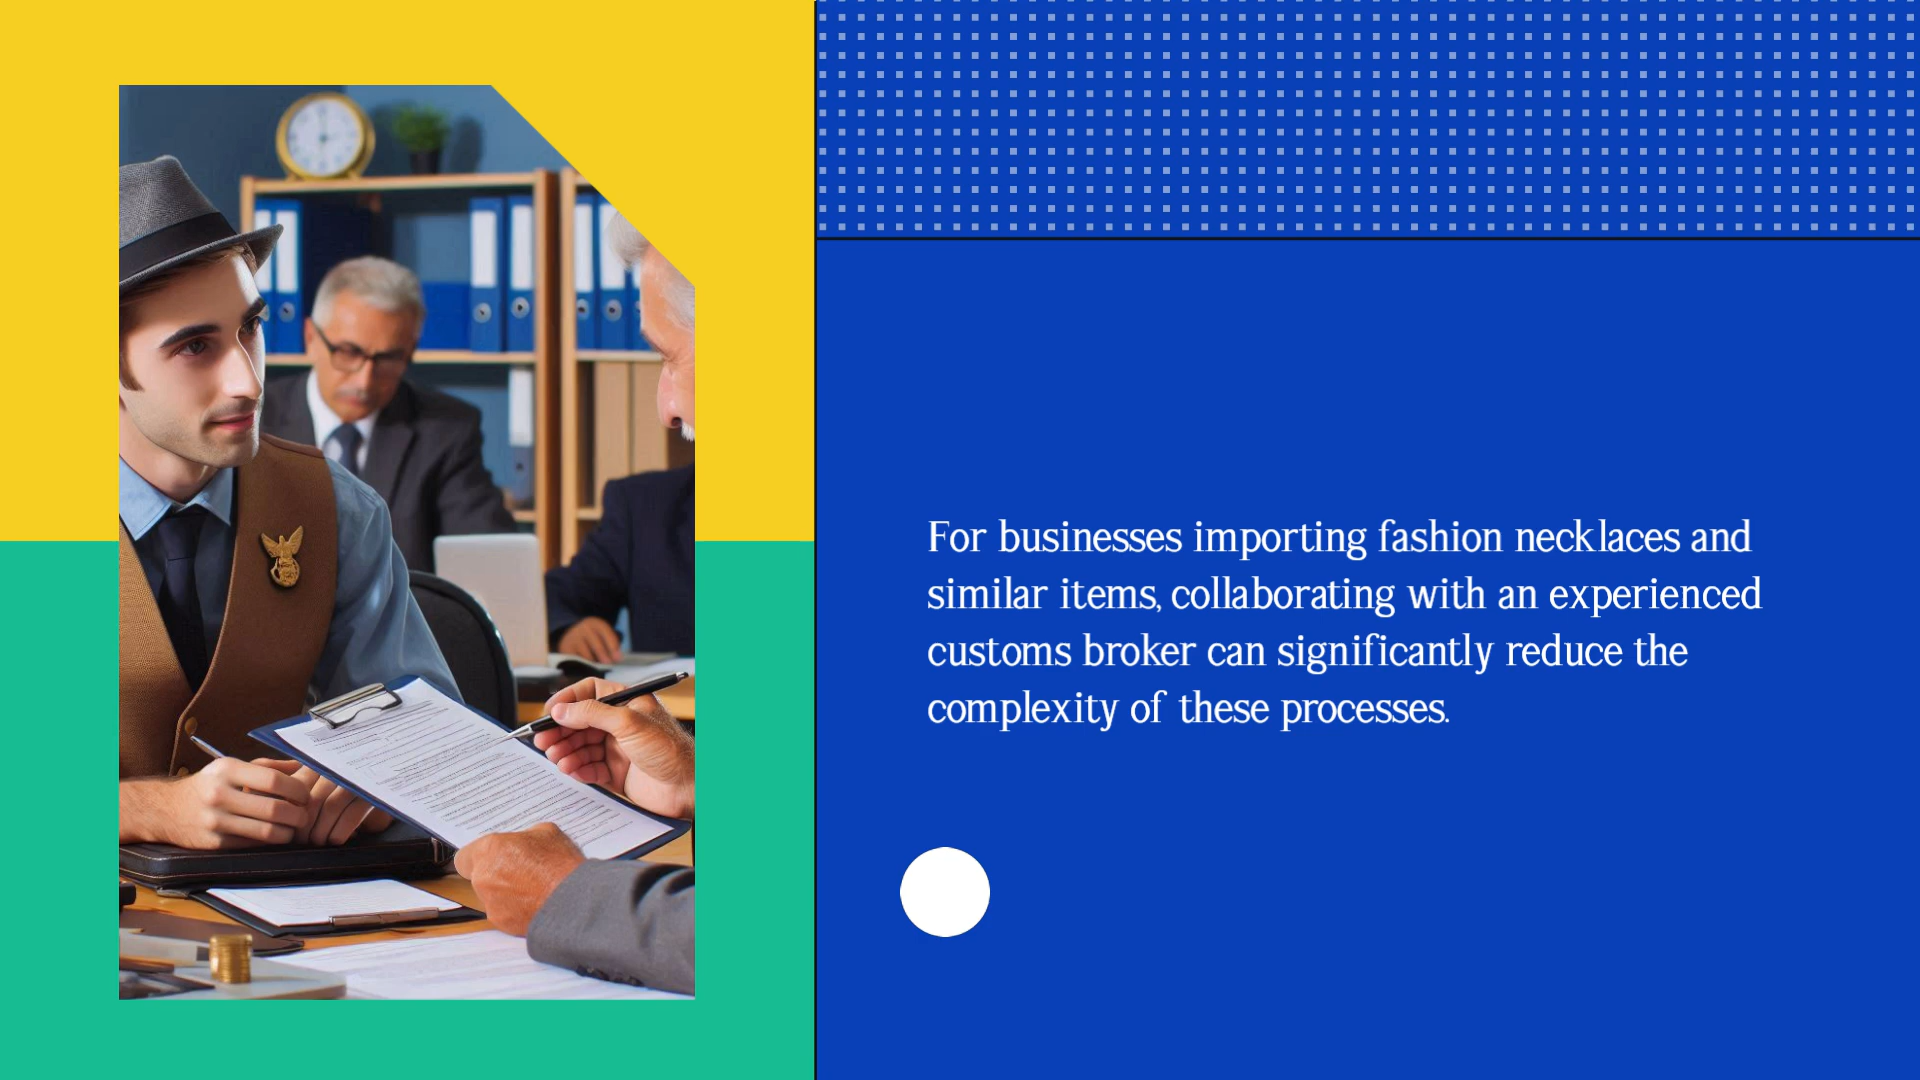 For businesses importing fashion necklaces and
similar items, collaborating with an experienced
customs broker can significantly reduce the
complexity of these processes.